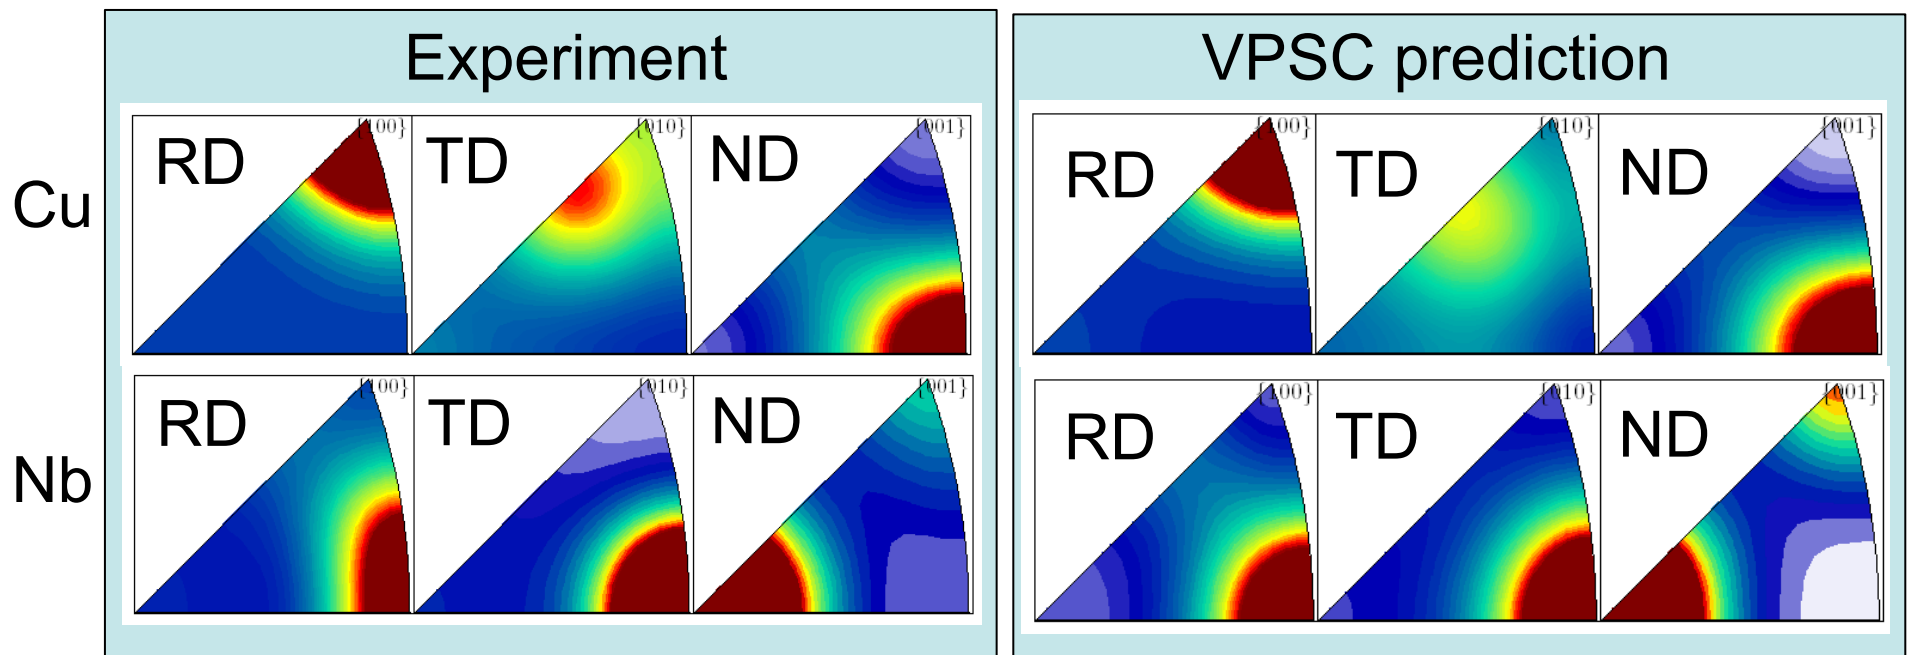 Experiment
VPSC prediction
Cu
RD {100} TD {010} ND {001}
RD {100} TD {010} ND {001}
Nb
RD {100} TD {010} ND {001}
RD {100} TD {010} ND {001}